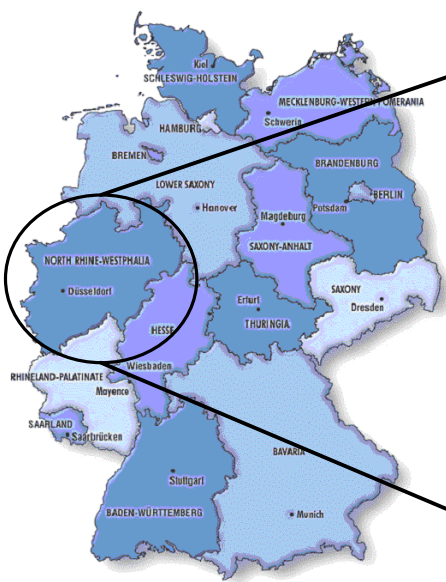 Kiel
SCHLESWIG-HOLSTEIN
MECKLENBURG-WESTERN POMERANIA
Schwerin
HAMBURG
BREMEN
LOWER SAXONY
Hanover
BRANDENBURG
BERLIN
Potsdam
Magdeburg
SAXONY-ANHALT
NORTH RHINE-WESTPHALIA
Düsseldorf
SAXONY
Dresden
Erfurt
THURINGIA
HESSE
Wiesbaden
RHINELAND-PALATINATE
Mayence
SAARLAND
Saarbrücken
BAVARIA
Stuttgart
BADEN-WÜRTTEMBERG
Munich